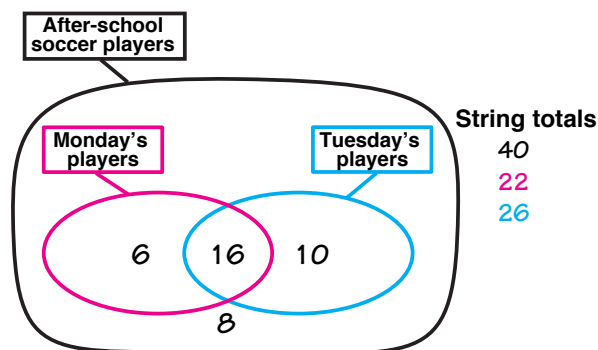 After-school
soccer players
Monday's
players
Tuesday's
players
String totals
40
22
26
6 16 10
8